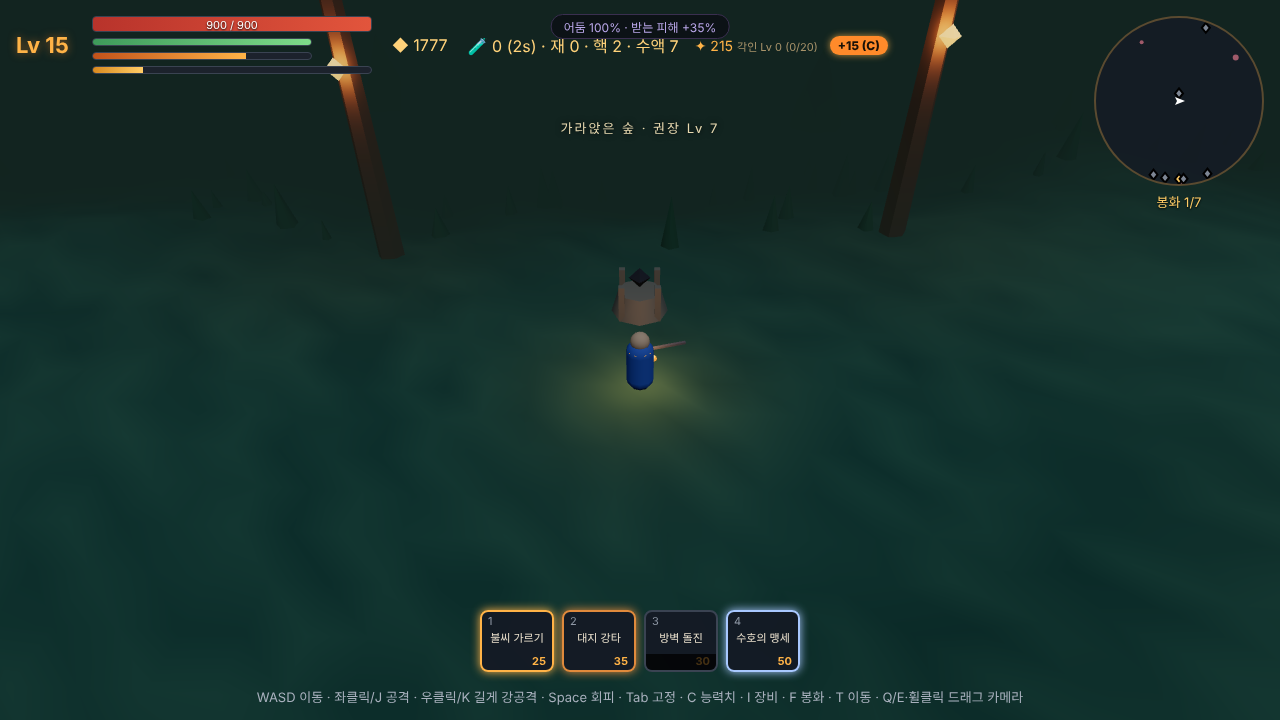 Lv 15
900 / 900
1777
0 (2s) · 재 0 · 핵 2 · 수액 7
215 각인 Lv 0 (0/20)
+15 (C)
어둠 100% · 받는 피해 +35%
가라앉은 숲 · 권장 Lv 7
봉화 1/7
1
불씨 가르기
25
2
대지 강타
35
3
방벽 돌진
30
4
수호의 맹세
50
WASD 이동 · 좌클릭/J 공격 · 우클릭/K 길게 강공격 · Space 회피 · Tab 고정 · C 능력치 · I 장비 · F 봉화 · T 이동 · Q/E·휠클릭 드래그 카메라